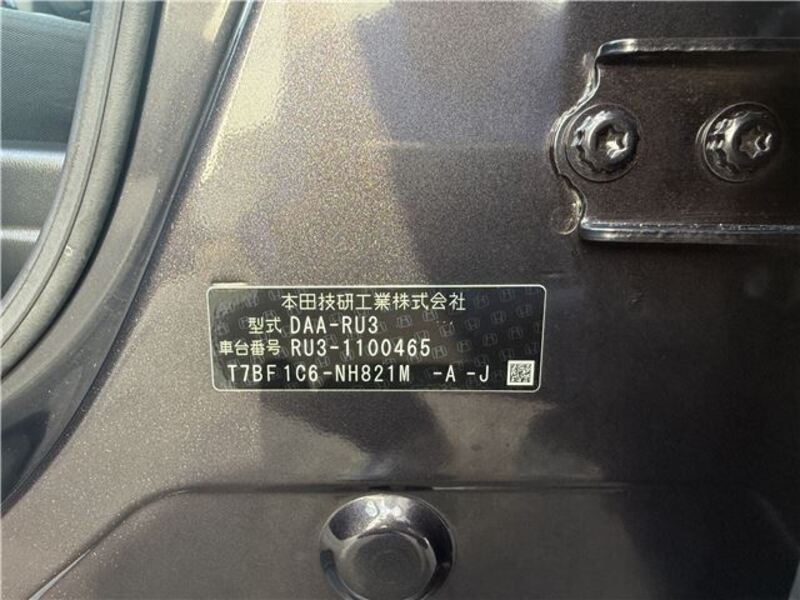 本田技研工業株式会社
型式 DAA-RU3
車台番号 RU3-1100465
T7BF1C6-NH821M -A -J